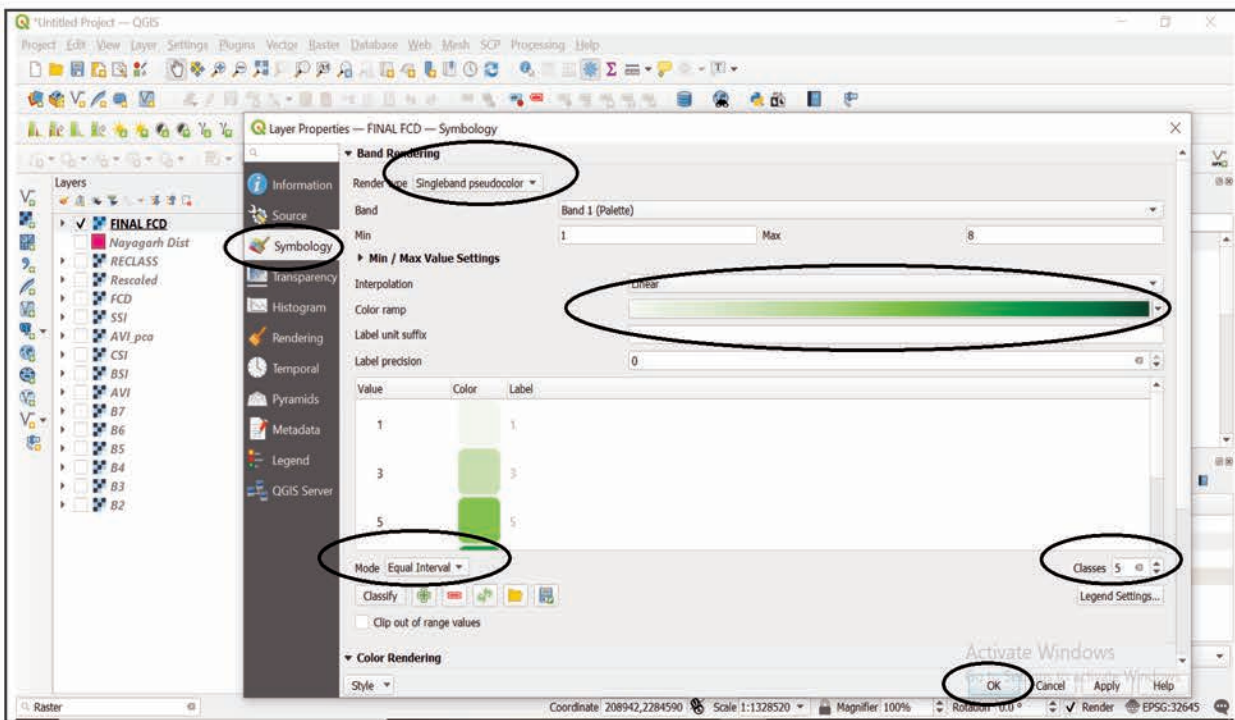 *Untitled Project — QGIS
Project Edit View Layer Settings Plugins Vector Raster Database Web Mesh SCP Processing Help
Layer Properties — FINAL FCD — Symbology
Layers
FINAL FCD
Nayagarh Dist
RECLASS
Rescaled
FCD
SSI
AVI_pca
CSI
BSI
AVI
B7
B6
B5
B4
B3
B2
Information
Source
Symbology
Transparency
Histogram
Rendering
Temporal
Pyramids
Metadata
Legend
QGIS Server
Band Rendering
Render type Singleband pseudocolor
Band Band 1 (Palette)
Min 1 Max 8
Min / Max Value Settings
Interpolation Linear
Color ramp
Label unit suffix
Label precision 0
Value Color Label
1 1
3 3
5 5
Mode Equal Interval Classes 5
Classify Legend Settings...
Clip out of range values
Color Rendering
Activate Windows
Style OK Cancel Apply Help
Raster Coordinate 208942,2284590 Scale 1:1328520 Magnifier 100% Rotation 0.0 ° Render EPSG:32645